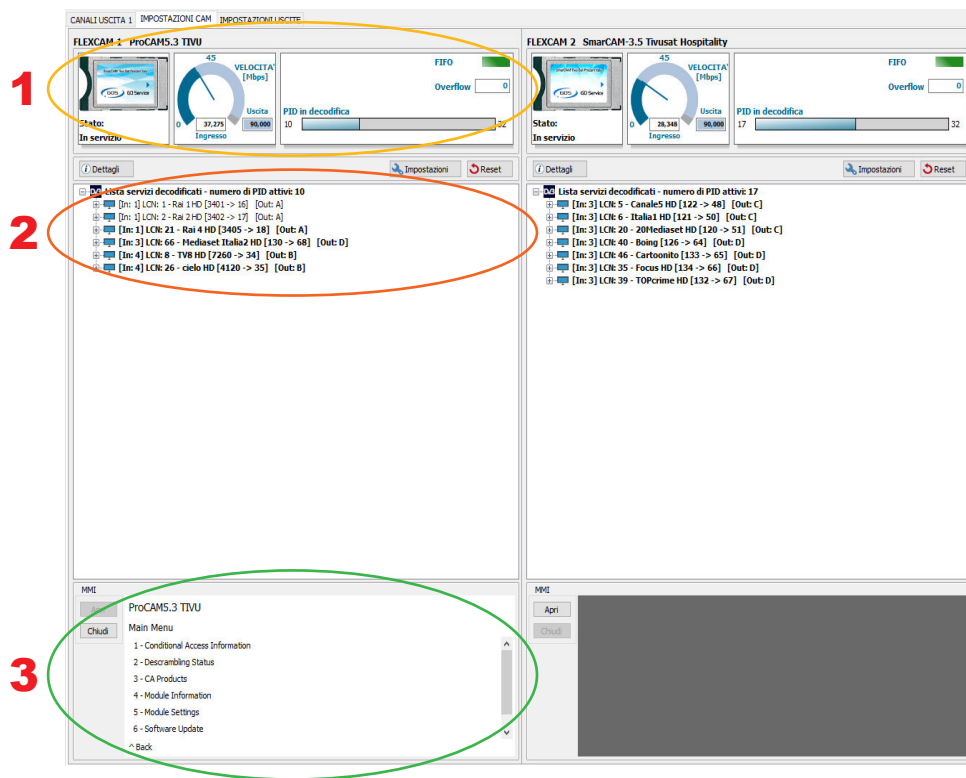 CANALI USCITA 1 IMPOSTAZIONI CAM IMPOSTAZIONI USCITE
FLEXCAM 1 ProCAM5.3 TIVU
1
GDS GD Service
Stato:
In servizio
45
VELOCITA'
[Mbps]
Uscita
0 37,275 90,000
Ingresso
FIFO
Overflow 0
PID in decodifica
10 32
Dettagli Impostazioni Reset
2
Lista servizi decodificati - numero di PID attivi: 10
[In: 1] LCN: 1 - Rai 1 HD [3401 -> 16] [Out: A]
[In: 1] LCN: 2 - Rai 2 HD [3402 -> 17] [Out: A]
[In: 1] LCN: 21 - Rai 4 HD [3405 -> 18] [Out: A]
[In: 3] LCN: 66 - Mediaset Italia2 HD [130 -> 68] [Out: D]
[In: 4] LCN: 8 - TV8 HD [7260 -> 34] [Out: B]
[In: 4] LCN: 26 - cielo HD [4120 -> 35] [Out: B]
3
MMI
Apri
Chiudi
ProCAM5.3 TIVU
Main Menu
1 - Conditional Access Information
2 - Descrambling Status
3 - CA Products
4 - Module Information
5 - Module Settings
6 - Software Update
^ Back
FLEXCAM 2 SmarCAM-3.5 Tivusat Hospitality
GDS GD Service
Stato:
In servizio
45
VELOCITA'
[Mbps]
Uscita
0 28,348 90,000
Ingresso
FIFO
Overflow 0
PID in decodifica
17 32
Dettagli Impostazioni Reset
Lista servizi decodificati - numero di PID attivi: 17
[In: 3] LCN: 5 - Canale5 HD [122 -> 48] [Out: C]
[In: 3] LCN: 6 - Italia1 HD [121 -> 50] [Out: C]
[In: 3] LCN: 20 - 20Mediaset HD [120 -> 51] [Out: C]
[In: 3] LCN: 40 - Boing [126 -> 64] [Out: D]
[In: 3] LCN: 46 - Cartoonito [133 -> 65] [Out: D]
[In: 3] LCN: 35 - Focus HD [134 -> 66] [Out: D]
[In: 3] LCN: 39 - TOPcrime HD [132 -> 67] [Out: D]
MMI
Apri
Chiudi